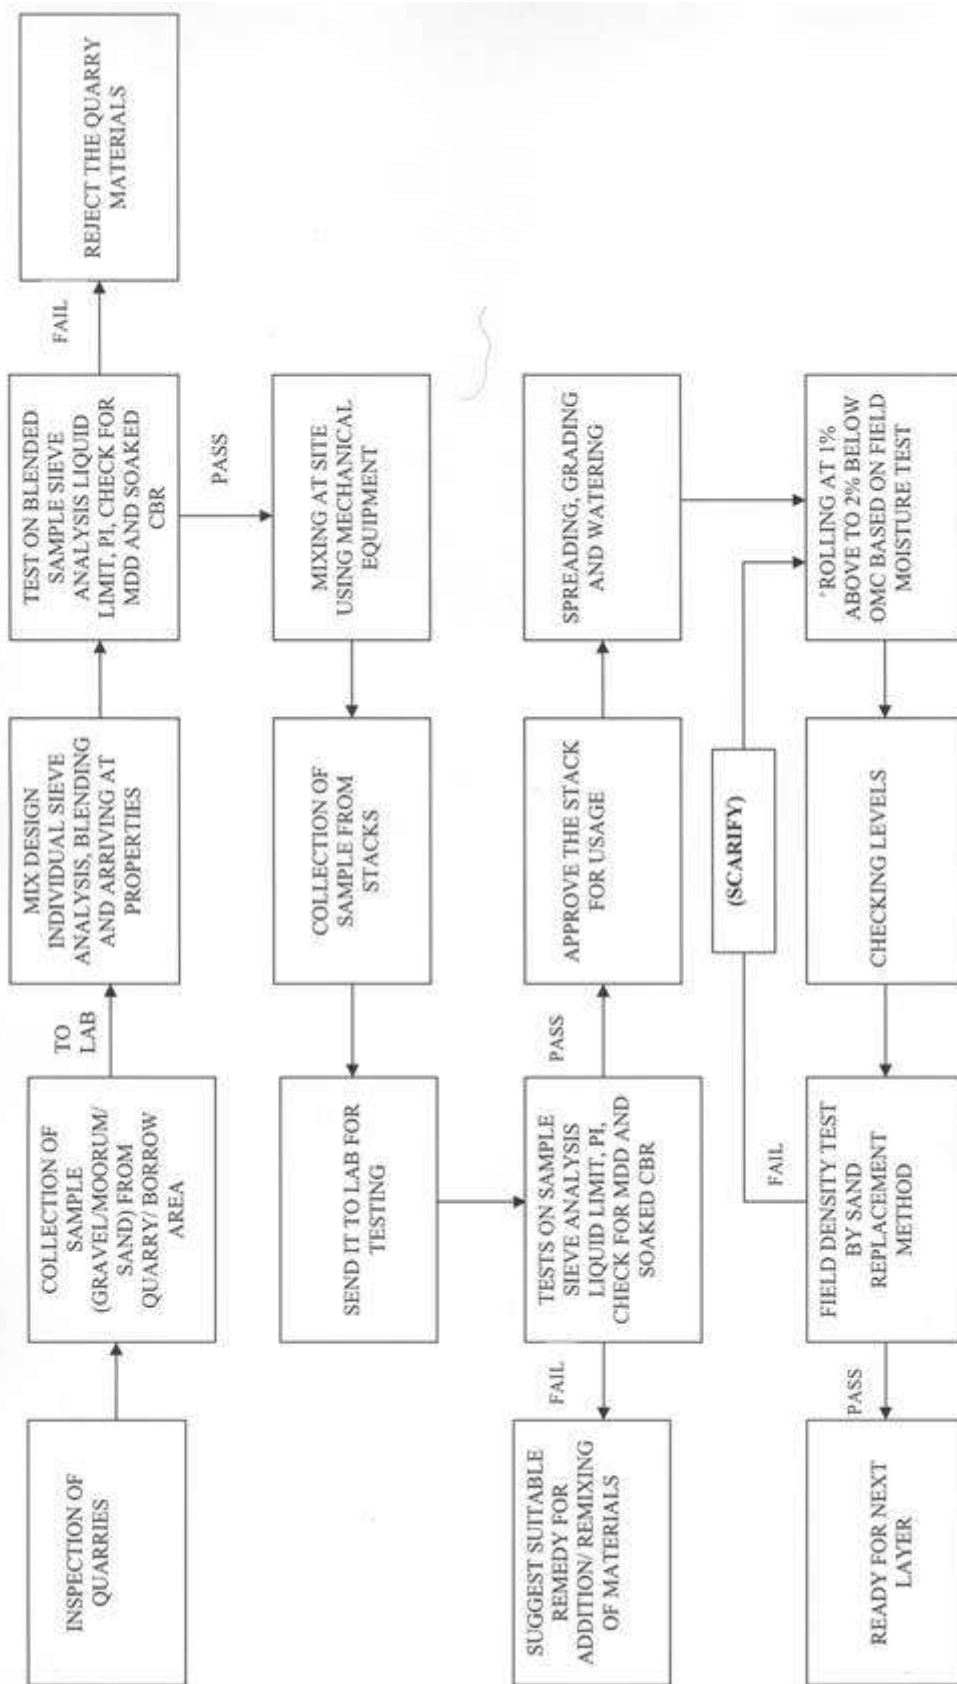 INSPECTION OF
QUARRIES
COLLECTION OF
SAMPLE
(GRAVEL/MOORUM/
SAND) FROM
QUARRY/ BORROW
AREA
TO
LAB
MIX DESIGN
INDIVIDUAL SIEVE
ANALYSIS, BLENDING
AND ARRIVING AT
PROPERTIES
TEST ON BLENDED
SAMPLE SIEVE
ANALYSIS LIQUID
LIMIT, PI, CHECK FOR
MDD AND SOAKED
CBR
FAIL
REJECT THE QUARRY
MATERIALS
PASS
MIXING AT SITE
USING MECHANICAL
EQUIPMENT
COLLECTION OF
SAMPLE FROM
STACKS
SEND IT TO LAB FOR
TESTING
TESTS ON SAMPLE
SIEVE ANALYSIS
LIQUID LIMIT, PI,
CHECK FOR MDD AND
SOAKED CBR
FAIL
SUGGEST SUITABLE
REMEDY FOR
ADDITION/ REMIXING
OF MATERIALS
PASS
APPROVE THE STACK
FOR USAGE
SPREADING, GRADING
AND WATERING
(SCARIFY)
*ROLLING AT 1%
ABOVE TO 2% BELOW
OMC BASED ON FIELD
MOISTURE TEST
CHECKING LEVELS
FIELD DENSITY TEST
BY SAND
REPLACEMENT
METHOD
FAIL
PASS
READY FOR NEXT
LAYER